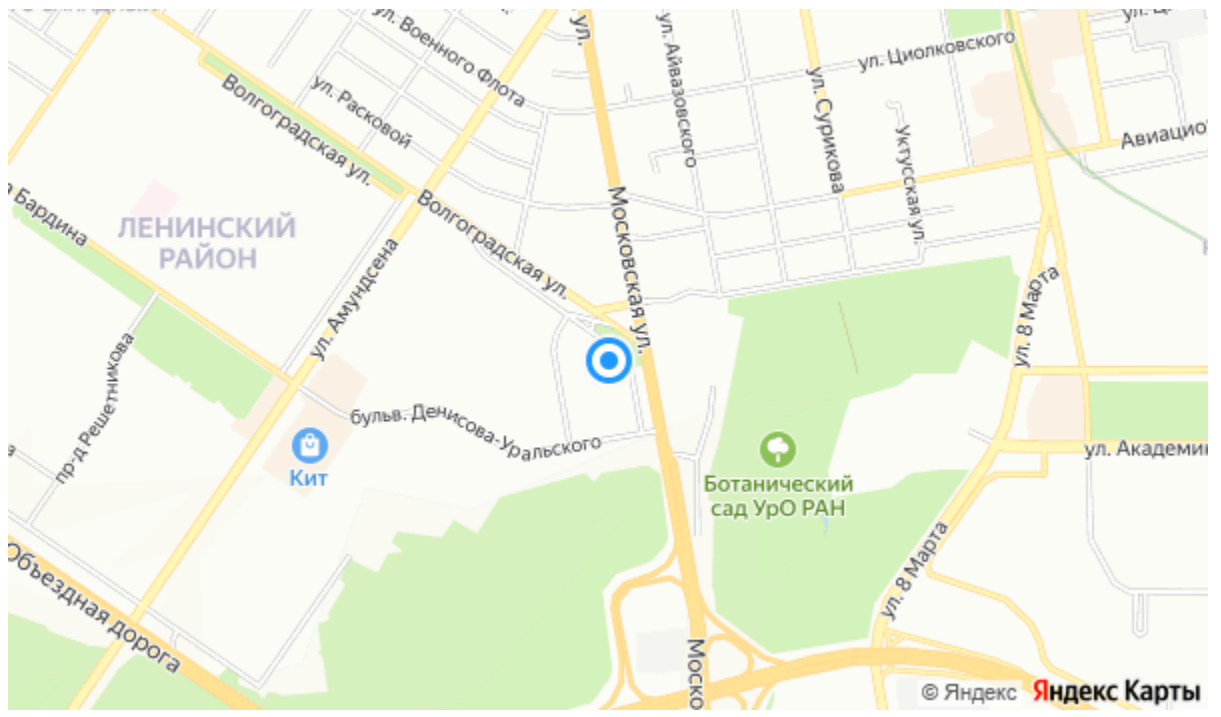 ул. Военного Флота
ул.
ул. Айвазовского
ул. Сурикова
ул. Циолковского
Уктусская ул.
ул. Расковой
Волгоградская ул.
Бардина
ЛЕНИНСКИЙ
РАЙОН
ул. Амундсена
Волгоградская ул.
Московская ул.
ул. 8 Марта
пр-д Решетникова
бульв. Денисова-Уральского
Кит
Ботанический
сад УрО РАН
ул. Академи
ул. 8 Марта
Объездная дорога
Моско
© Яндекс Яндекс Карты